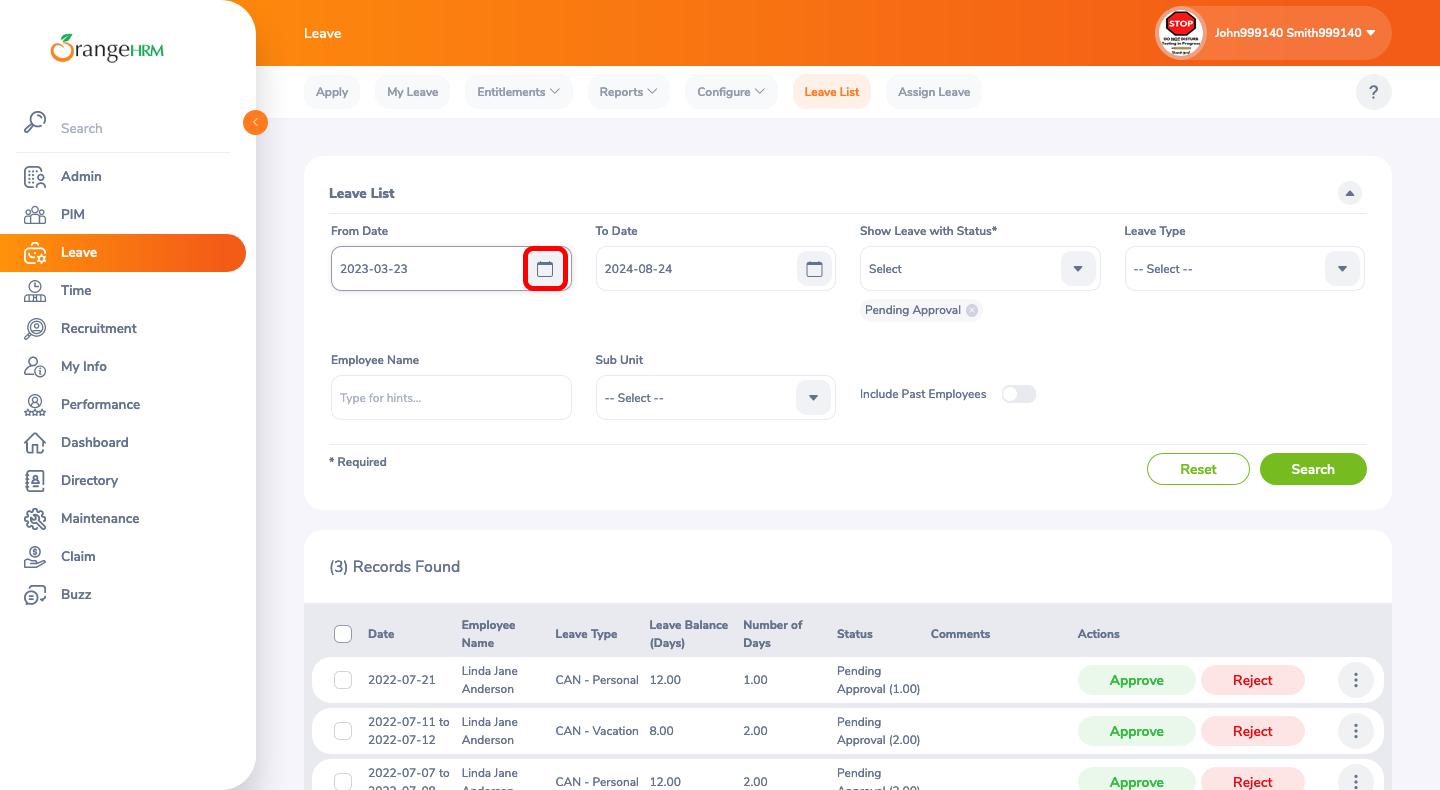 OrangeHRM
Leave
STOP
DO NOT DISTURB
Testing in Progress
John999140 Smith999140
Apply
My Leave
Entitlements
Reports
Configure
Leave List
Assign Leave
?
Search
Admin
PIM
Leave
Time
Recruitment
My Info
Performance
Dashboard
Directory
Maintenance
Claim
Buzz
Leave List
From Date
To Date
Show Leave with Status*
Leave Type
2023-03-23
2024-08-24
Select
-- Select --
Pending Approval
Employee Name
Sub Unit
Type for hints...
-- Select --
Include Past Employees
* Required
Reset
Search
(3) Records Found
Date
Employee Name
Leave Type
Leave Balance (Days)
Number of Days
Status
Comments
Actions
2022-07-21
Linda Jane Anderson
CAN - Personal
12.00
1.00
Pending Approval (1.00)
Approve
Reject
2022-07-11 to 2022-07-12
Linda Jane Anderson
CAN - Vacation
8.00
2.00
Pending Approval (2.00)
Approve
Reject
2022-07-07 to 2022-07-08
Linda Jane Anderson
CAN - Personal
12.00
2.00
Pending Approval (2.00)
Approve
Reject